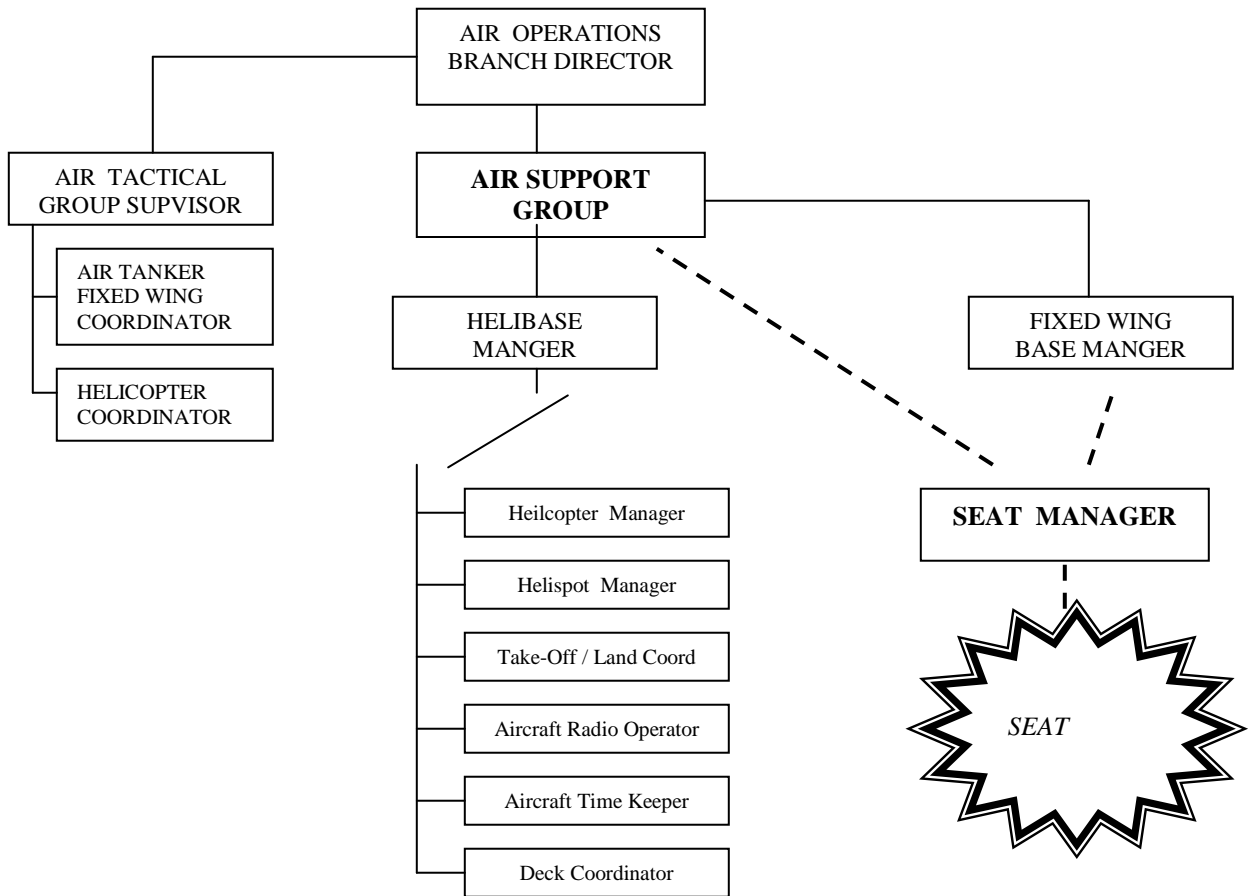 AIR OPERATIONS
BRANCH DIRECTOR
AIR TACTICAL
GROUP SUPVISOR
AIR SUPPORT
GROUP
AIR TANKER
FIXED WING
COORDINATOR
HELICOPTER
COORDINATOR
HELIBASE
MANGER
FIXED WING
BASE MANGER
Heilcopter Manager
Helispot Manager
Take-Off / Land Coord
Aircraft Radio Operator
Aircraft Time Keeper
Deck Coordinator
SEAT MANAGER
SEAT